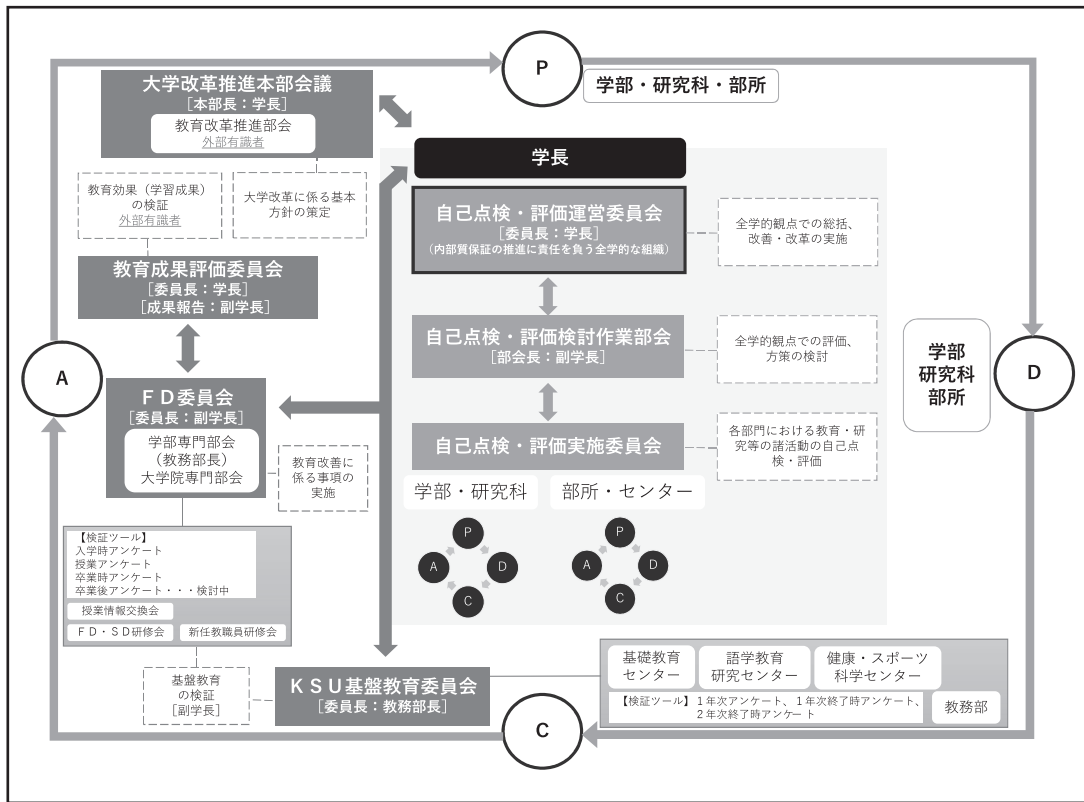 P
学部・研究科・部所
大学改革推進本部会議
［本部長：学長］
教育改革推進部会
外部有識者
教育効果（学習成果）
の検証
外部有識者
大学改革に係る基本
方針の策定
教育成果評価委員会
［委員長：学長］
［成果報告：副学長］
A
ＦＤ委員会
［委員長：副学長］
学部専門部会
（教務部長）
大学院専門部会
教育改善に
係る事項の
実施
【検証ツール】
入学時アンケート
授業アンケート
卒業時アンケート
卒業後アンケート・・・検討中
授業情報交換会
ＦＤ・ＳＤ研修会
新任教職員研修会
基盤教育
の検証
［副学長］
ＫＳＵ基盤教育委員会
［委員長：教務部長］
学長
自己点検・評価運営委員会
［委員長：学長］
（内部質保証の推進に責任を負う全学的な組織）
全学的観点での総括、
改善・改革の実施
自己点検・評価検討作業部会
［部会長：副学長］
全学的観点での評価、
方策の検討
自己点検・評価実施委員会
各部門における教育・研
究等の諸活動の自己点
検・評価
学部・研究科
部所・センター
P
A
D
C
P
A
D
C
学部
研究科
部所
D
基礎教育
センター
語学教育
研究センター
健康・スポーツ
科学センター
【検証ツール】１年次アンケート、１年次終了時アンケート、
２年次終了時アンケート
教務部
C